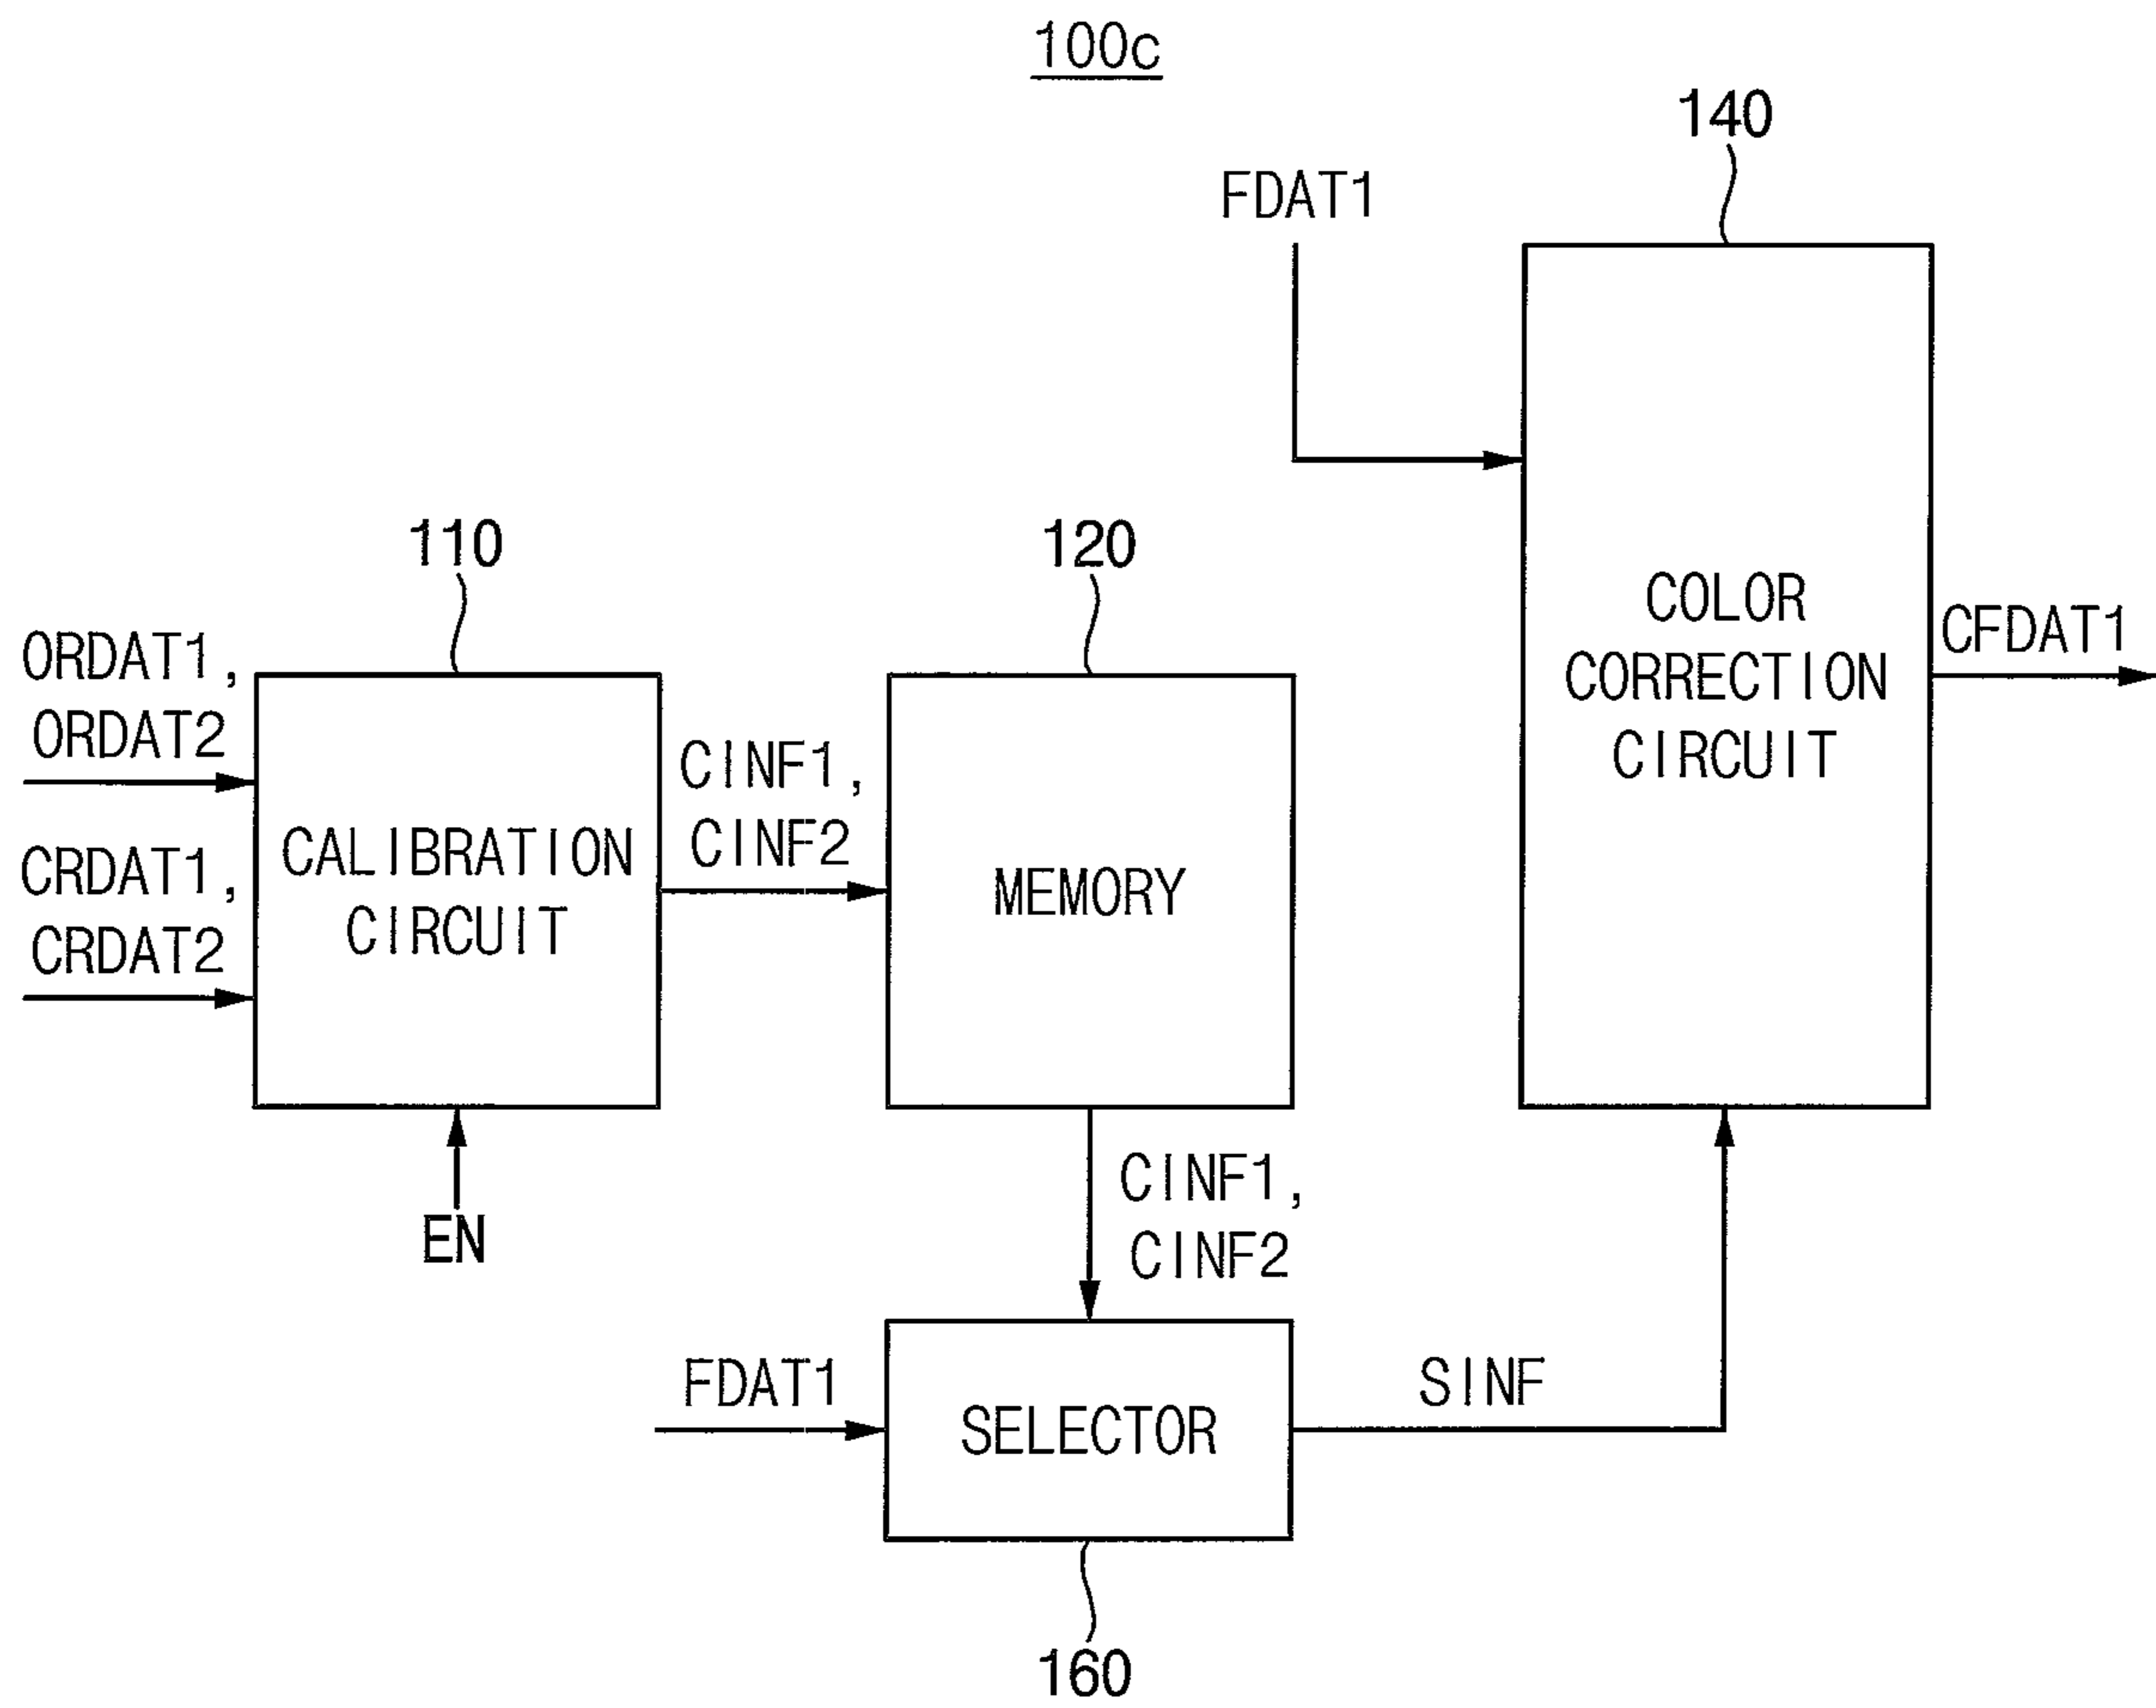 100c
140
FDAT1
110
120
COLOR
CORRECTION
CIRCUIT
CFDAT1
ORDAT1,
ORDAT2
CINF1,
CINF2
CALIBRATION
CIRCUIT
MEMORY
CRDAT1,
CRDAT2
EN
CINF1,
CINF2
FDAT1
SELECTOR
SINF
160